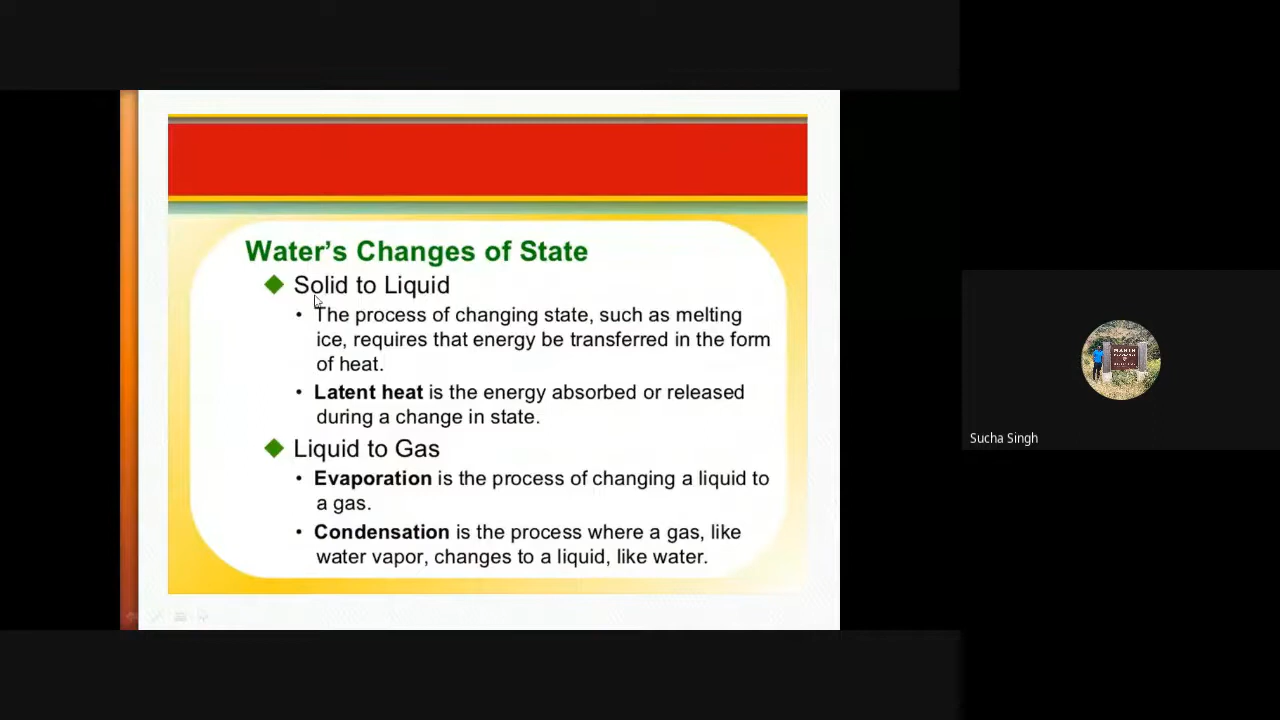 Water’s Changes of State
Solid to Liquid
• The process of changing state, such as melting
ice, requires that energy be transferred in the form
of heat.
• Latent heat is the energy absorbed or released
during a change in state.
Liquid to Gas
• Evaporation is the process of changing a liquid to
a gas.
• Condensation is the process where a gas, like
water vapor, changes to a liquid, like water.
Sucha Singh